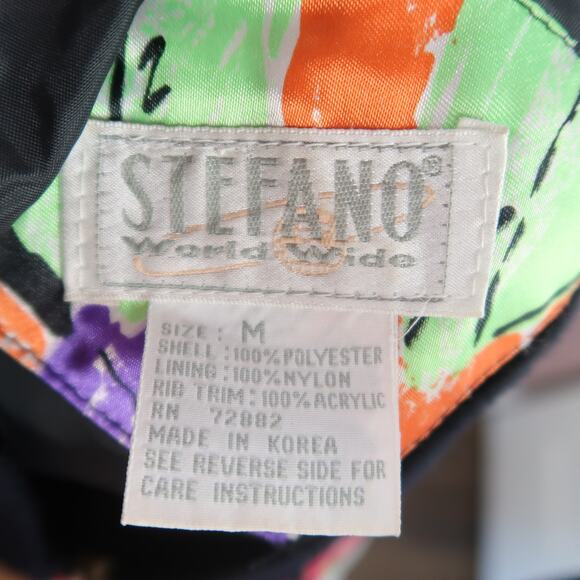 STEFANO®
World Wide
SIZE: M
SHELL: 100% POLYESTER
LINING: 100% NYLON
RIB TRIM: 100% ACRYLIC
RN 72882
MADE IN KOREA
SEE REVERSE SIDE FOR
CARE INSTRUCTIONS